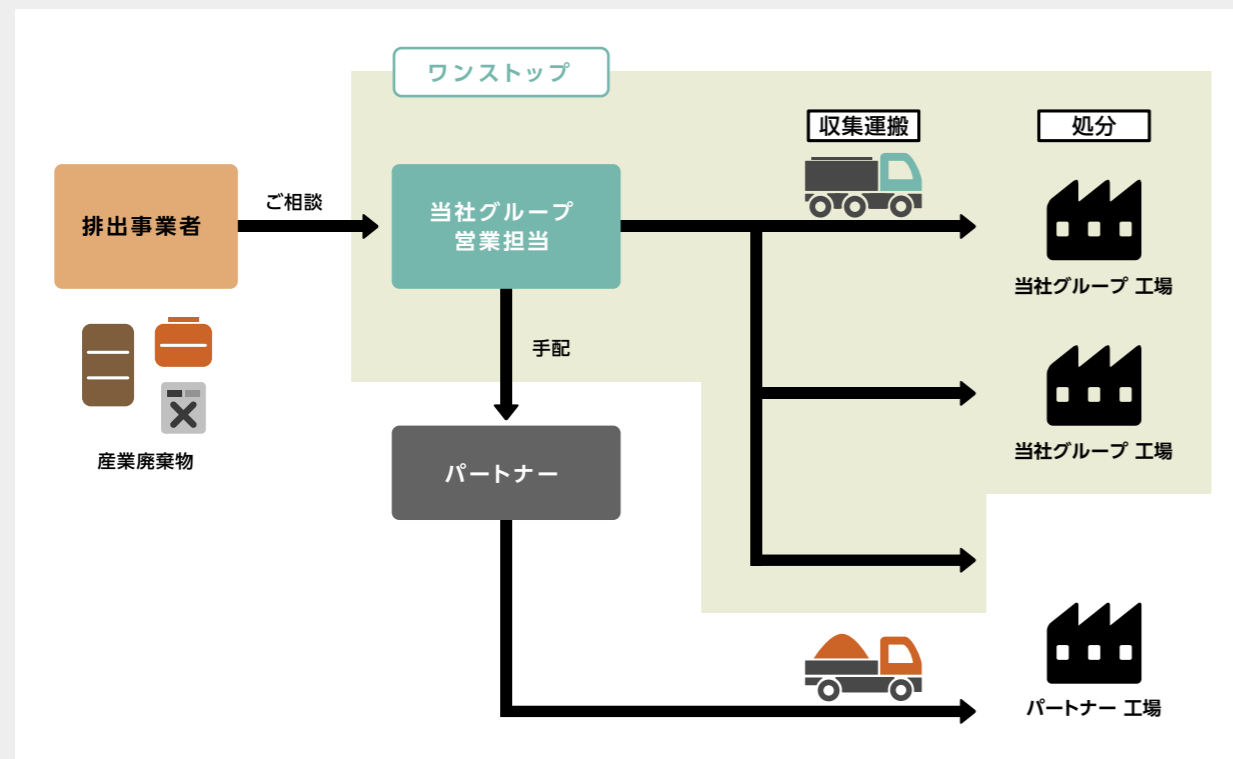 ワンストップ
収集運搬
処分
排出事業者
ご相談
当社グループ
営業担当
当社グループ 工場
手配
産業廃棄物
パートナー
当社グループ 工場
パートナー 工場